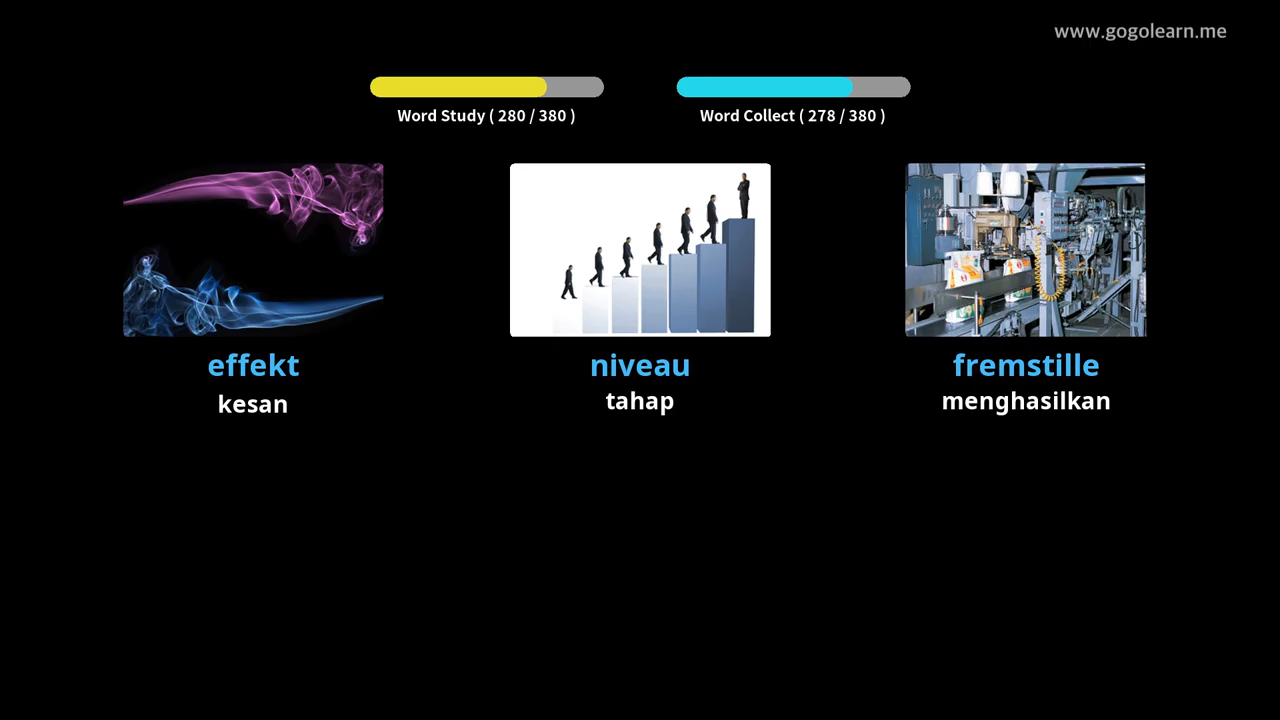 www.gogolearn.me
Word Study ( 280 / 380 )
Word Collect ( 278 / 380 )
effekt
kesan
niveau
tahap
fremstille
menghasilkan